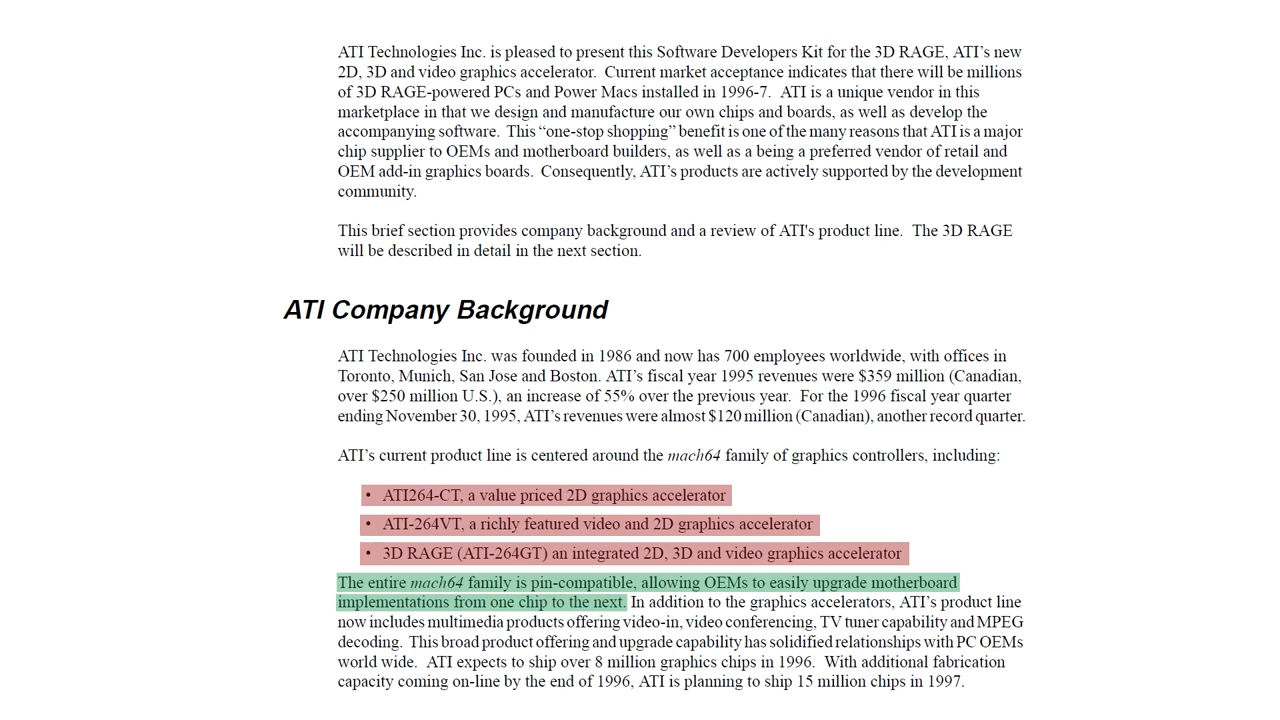 ATI Technologies Inc. is pleased to present this Software Developers Kit for the 3D RAGE, ATI’s new
2D, 3D and video graphics accelerator. Current market acceptance indicates that there will be millions
of 3D RAGE-powered PCs and Power Macs installed in 1996-7. ATI is a unique vendor in this
marketplace in that we design and manufacture our own chips and boards, as well as develop the
accompanying software. This “one-stop shopping” benefit is one of the many reasons that ATI is a major
chip supplier to OEMs and motherboard builders, as well as a being a preferred vendor of retail and
OEM add-in graphics boards. Consequently, ATI’s products are actively supported by the development
community.
This brief section provides company background and a review of ATI's product line. The 3D RAGE
will be described in detail in the next section.
ATI Company Background
ATI Technologies Inc. was founded in 1986 and now has 700 employees worldwide, with offices in
Toronto, Munich, San Jose and Boston. ATI’s fiscal year 1995 revenues were $359 million (Canadian,
over $250 million U.S.), an increase of 55% over the previous year. For the 1996 fiscal year quarter
ending November 30, 1995, ATI’s revenues were almost $120 million (Canadian), another record quarter.
ATI’s current product line is centered around the mach64 family of graphics controllers, including:
• ATI264-CT, a value priced 2D graphics accelerator
• ATI-264VT, a richly featured video and 2D graphics accelerator
• 3D RAGE (ATI-264GT) an integrated 2D, 3D and video graphics accelerator
The entire mach64 family is pin-compatible, allowing OEMs to easily upgrade motherboard
implementations from one chip to the next. In addition to the graphics accelerators, ATI’s product line
now includes multimedia products offering video-in, video conferencing, TV tuner capability and MPEG
decoding. This broad product offering and upgrade capability has solidified relationships with PC OEMs
world wide. ATI expects to ship over 8 million graphics chips in 1996. With additional fabrication
capacity coming on-line by the end of 1996, ATI is planning to ship 15 million chips in 1997.